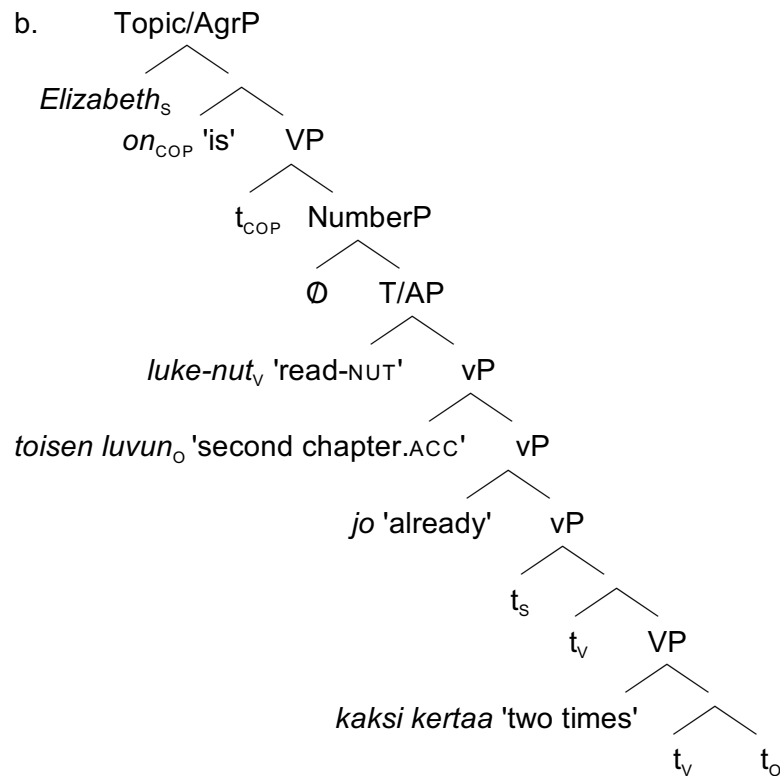 b. Topic/AgrP
Elizabeth_S
on_COP 'is' VP
t_COP NumberP
Ø T/AP
luke-nut_V 'read-NUT' vP
toisen luvun_O 'second chapter.ACC' vP
jo 'already' vP
t_S
t_V VP
kaksi kertaa 'two times'
t_V t_O